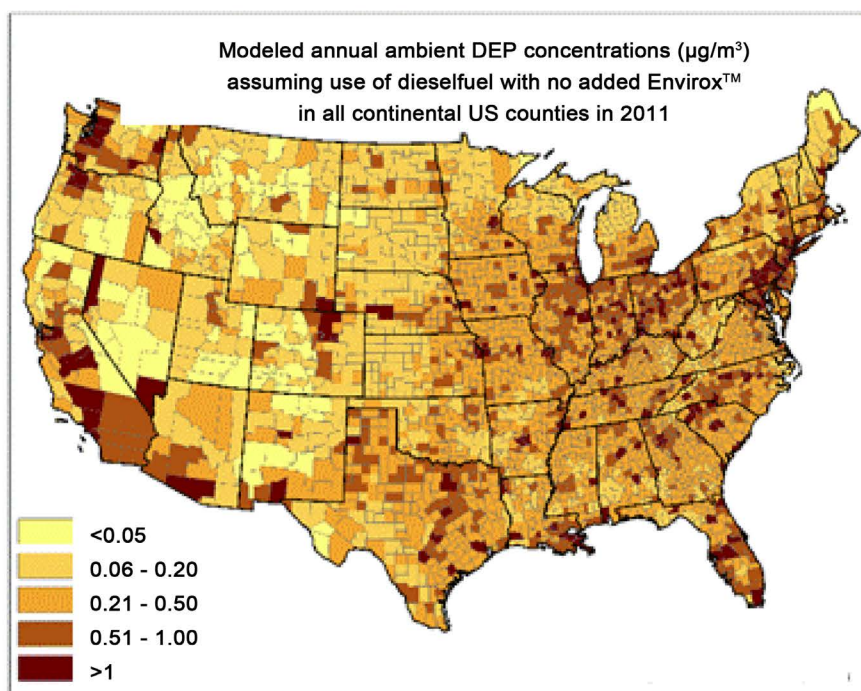 Modeled annual ambient DEP concentrations (µg/m³)
assuming use of dieselfuel with no added Envirox™
in all continental US counties in 2011
<0.05
0.06 - 0.20
0.21 - 0.50
0.51 - 1.00
>1